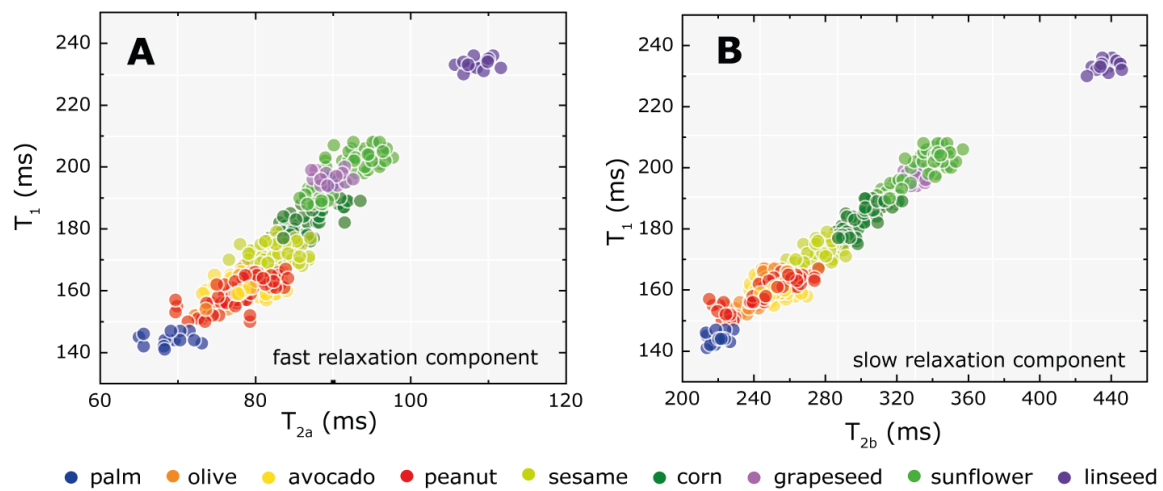 A
B
T1 (ms)
240
220
200
180
160
140
fast relaxation component
60
80
100
120
T2a (ms)
T1 (ms)
240
220
200
180
160
140
slow relaxation component
200
240
280
320
360
400
440
T2b (ms)
palm olive avocado peanut sesame corn grapeseed sunflower linseed